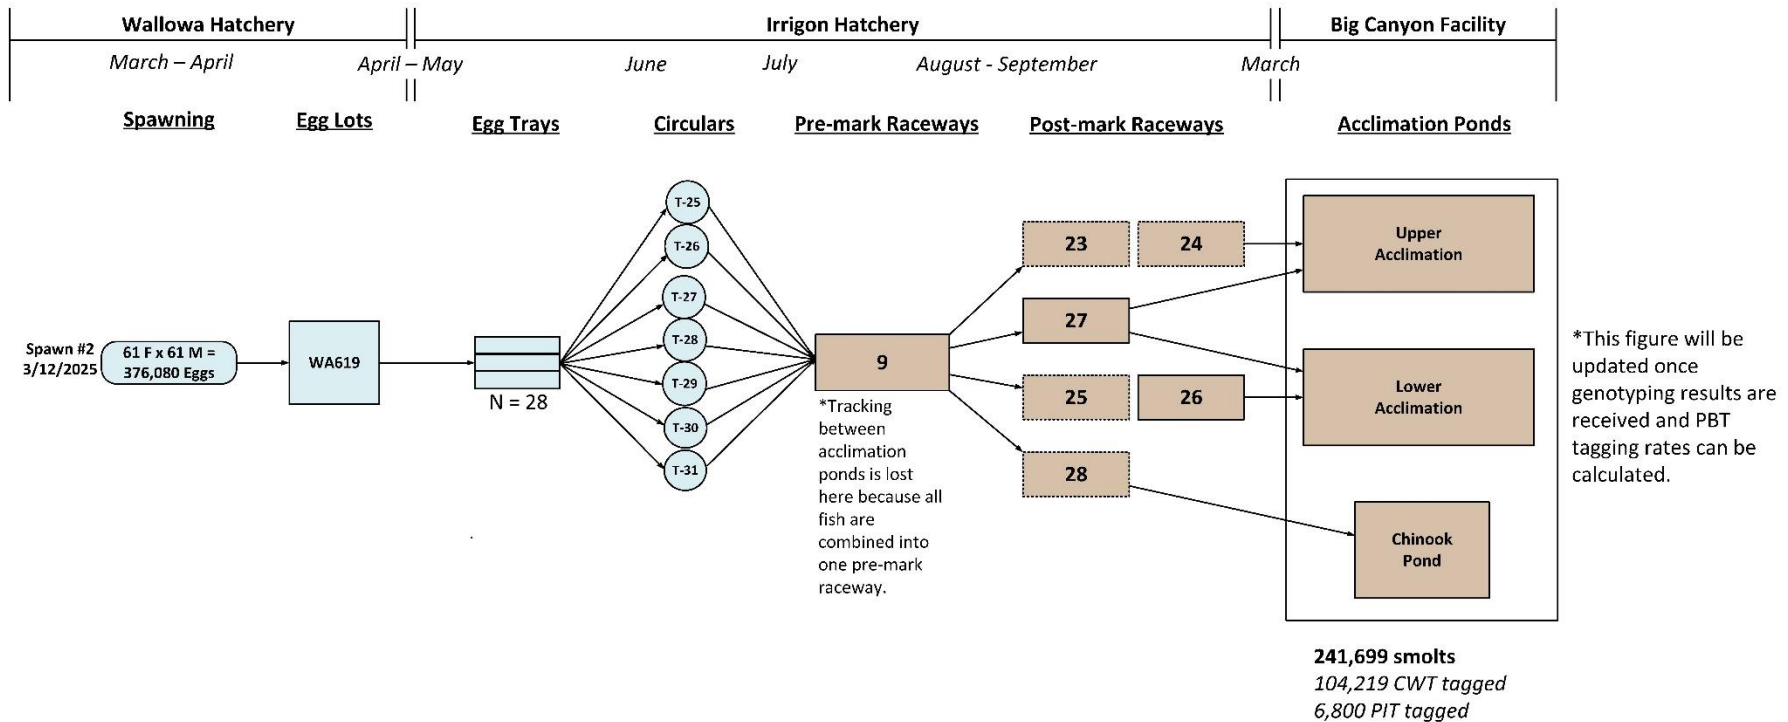 Wallowa Hatchery
Irrigon Hatchery
Big Canyon Facility
March – April
April – May
June
July
August - September
March
Spawning
Egg Lots
Egg Trays
Circulars
Pre-mark Raceways
Post-mark Raceways
Acclimation Ponds
Spawn #2
3/12/2025
61 F x 61 M =
376,080 Eggs
WA619
N = 28
T-25
T-26
T-27
T-28
T-29
T-30
T-31
9
*Tracking
between
acclimation
ponds is lost
here because all
fish are
combined into
one pre-mark
raceway.
23
24
27
25
26
28
Upper
Acclimation
Lower
Acclimation
Chinook
Pond
*This figure will be
updated once
genotyping results are
received and PBT
tagging rates can be
calculated.
241,699 smolts
104,219 CWT tagged
6,800 PIT tagged